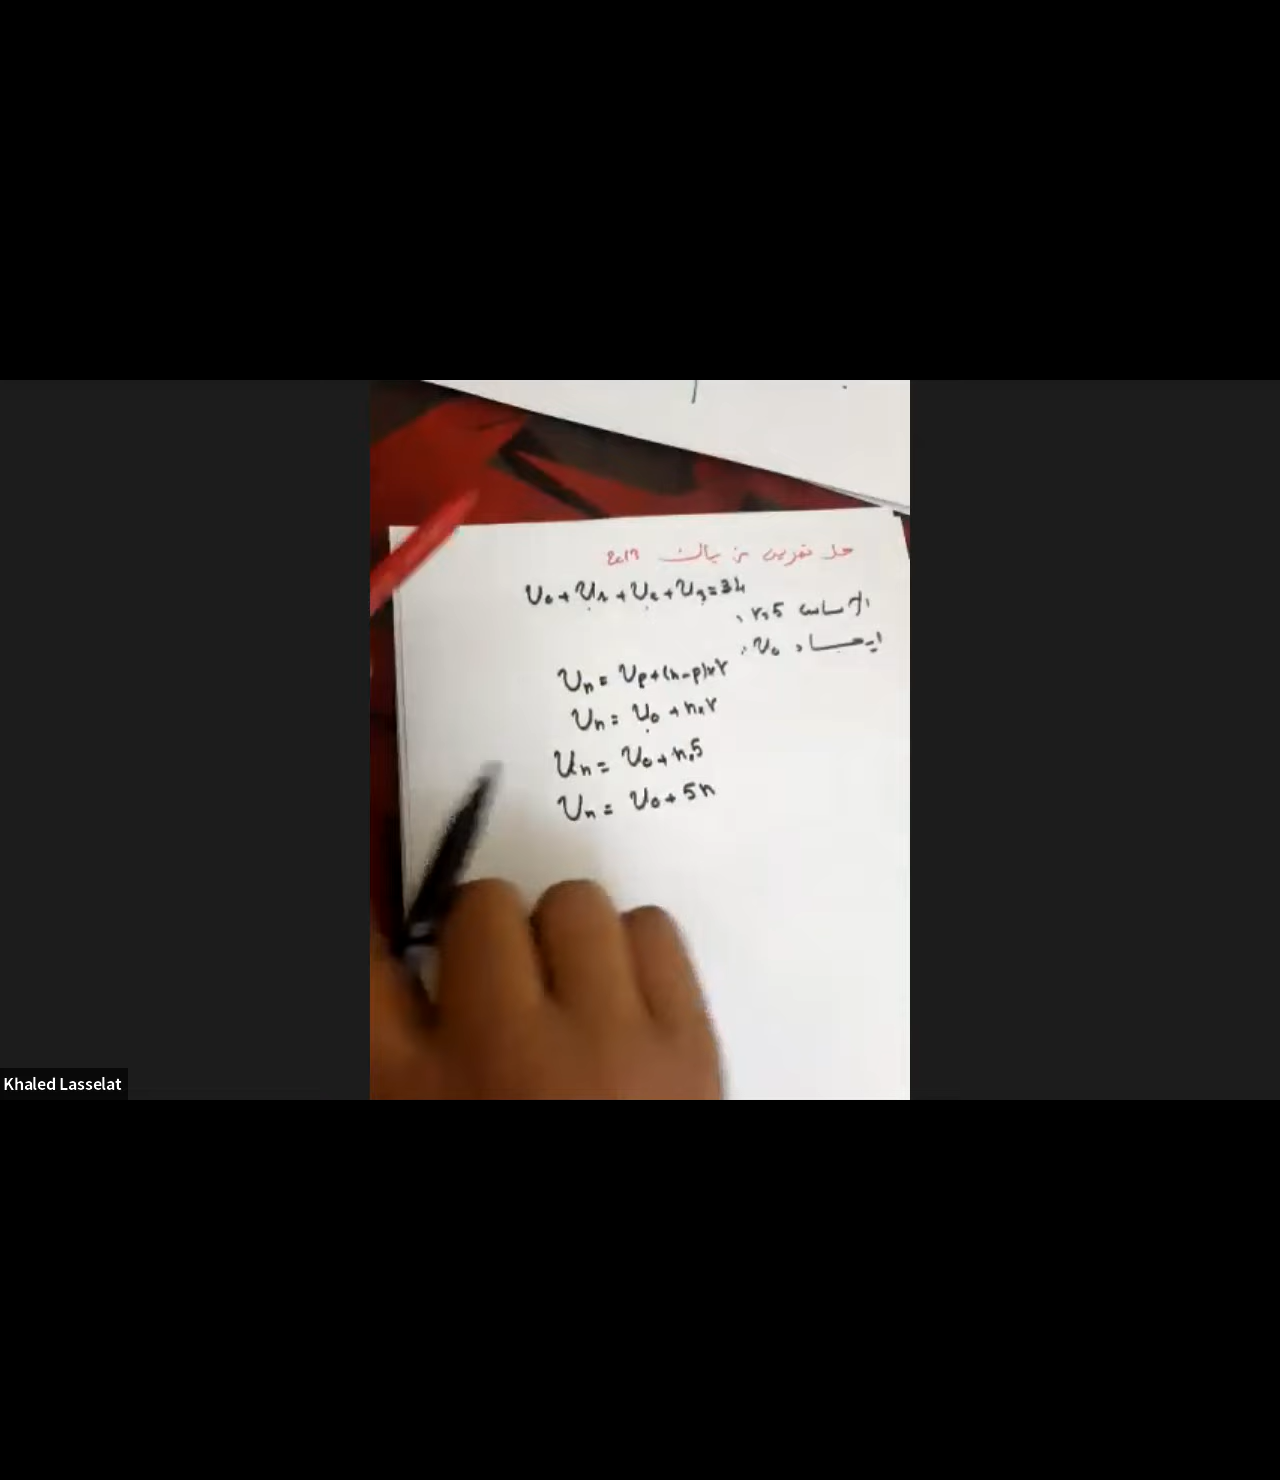 حل تمرين من باك 2019
U₀ + U₁ + U₂ + U₃ = 34
الأساس r = 5
إيجاد U₀
Uₙ = Uₚ + (n-p)×r
Uₙ = U₀ + n×r
Uₙ = U₀ + n.5
Uₙ = U₀ + 5n
Khaled Lasselat